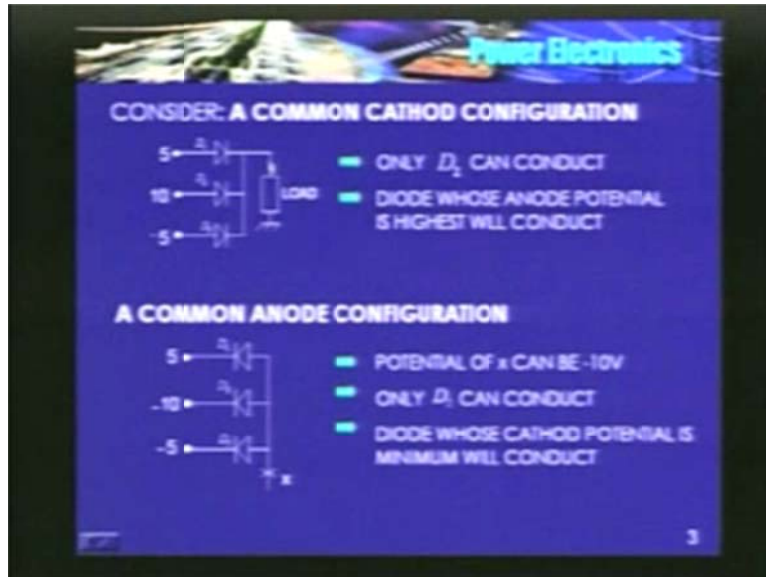 Power Electronics
CONSIDER: A COMMON CATHOD CONFIGURATION
5
10
-5
LOAD
ONLY D2 CAN CONDUCT
DIODE WHOSE ANODE POTENTIAL
IS HIGHEST WILL CONDUCT
A COMMON ANODE CONFIGURATION
5
-10
-5
x
POTENTIAL OF x CAN BE -10V
ONLY D CAN CONDUCT
DIODE WHOSE CATHOD POTENTIAL IS
MINIMUM WILL CONDUCT
3